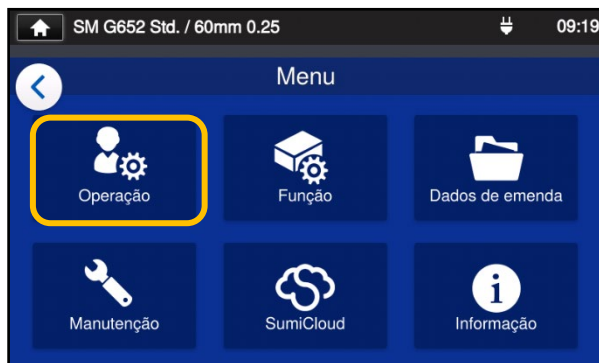 SM G652 Std. / 60mm 0.25 09:19
Menu
Operação Função Dados de emenda
Manutenção SumiCloud Informação